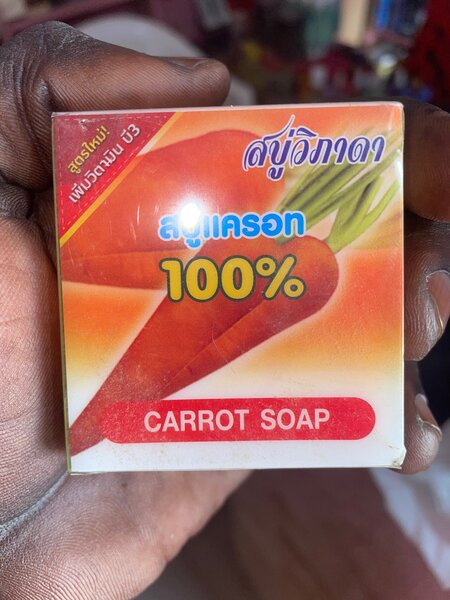 สูตรใหม่!
เพิ่มวิตามิน บี3
สบู่วิภาดา
สบู่แครอท
100%
CARROT SOAP